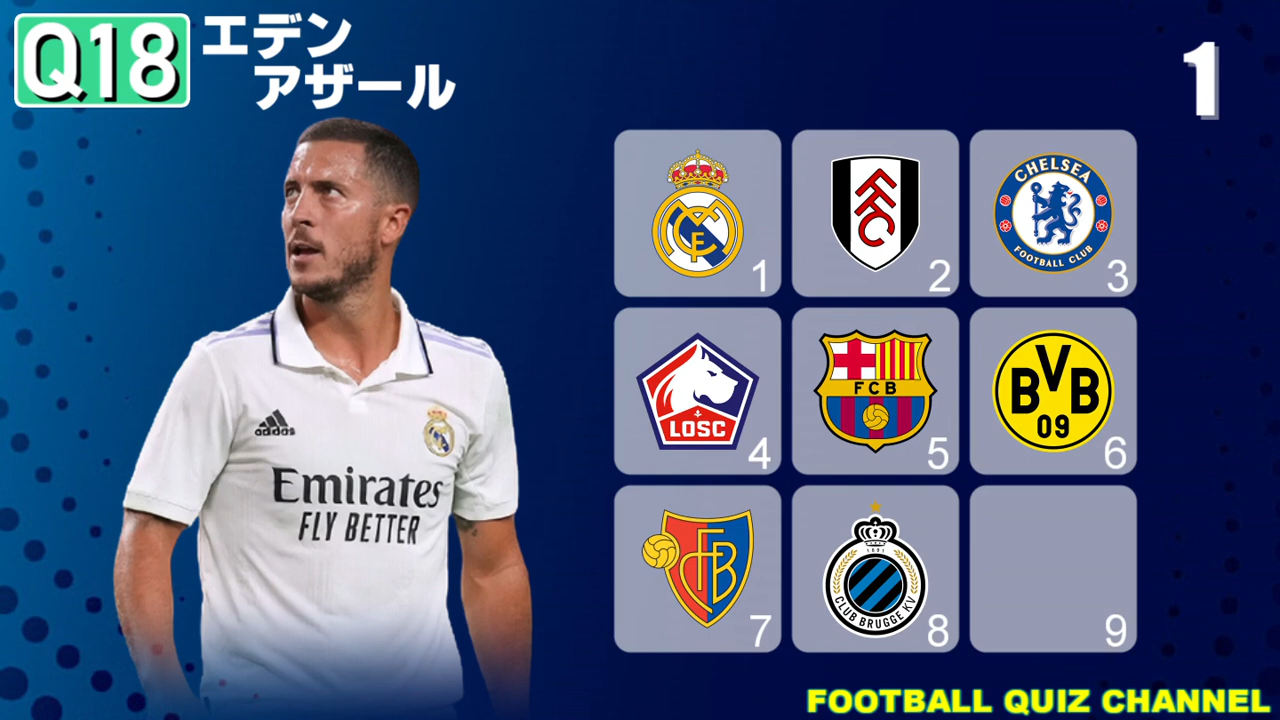 Q18
エデン
アザール
1
Emirates
FLY BETTER
1
2
CHELSEA
FOOTBALL CLUB
3
LOSC
4
FCB
5
BVB
09
6
FCB
7
1891
CLUB BRUGGE KV
8
9
FOOTBALL QUIZ CHANNEL